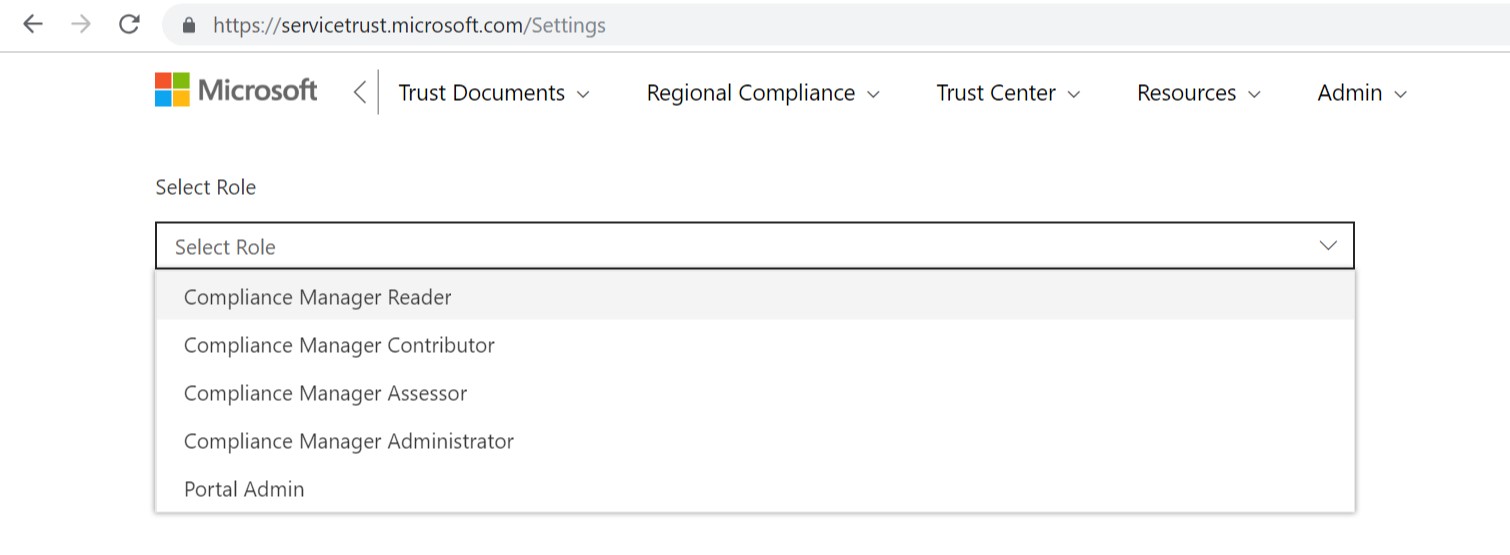 https://servicetrust.microsoft.com/Settings
Microsoft Trust Documents Regional Compliance Trust Center Resources Admin
Select Role
Select Role
Compliance Manager Reader
Compliance Manager Contributor
Compliance Manager Assessor
Compliance Manager Administrator
Portal Admin